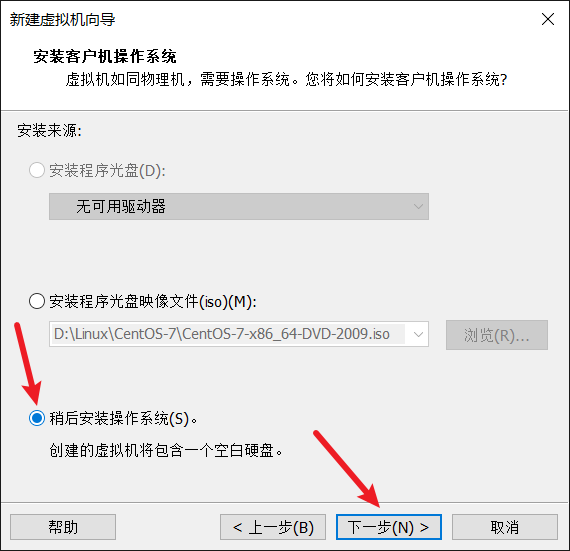 新建虚拟机向导
安装客户机操作系统
虚拟机如同物理机，需要操作系统。您将如何安装客户机操作系统?
安装来源:
安装程序光盘(D):
无可用驱动器
安装程序光盘映像文件(iso)(M):
D:\Linux\CentOS-7\CentOS-7-x86_64-DVD-2009.iso
浏览(R)...
稍后安装操作系统(S)。
创建的虚拟机将包含一个空白硬盘。
帮助
< 上一步(B)
下一步(N) >
取消